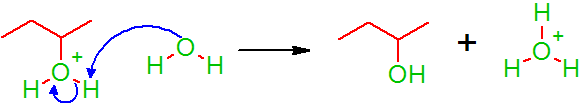 H O + H
H O H
OH
+
H
H O + H